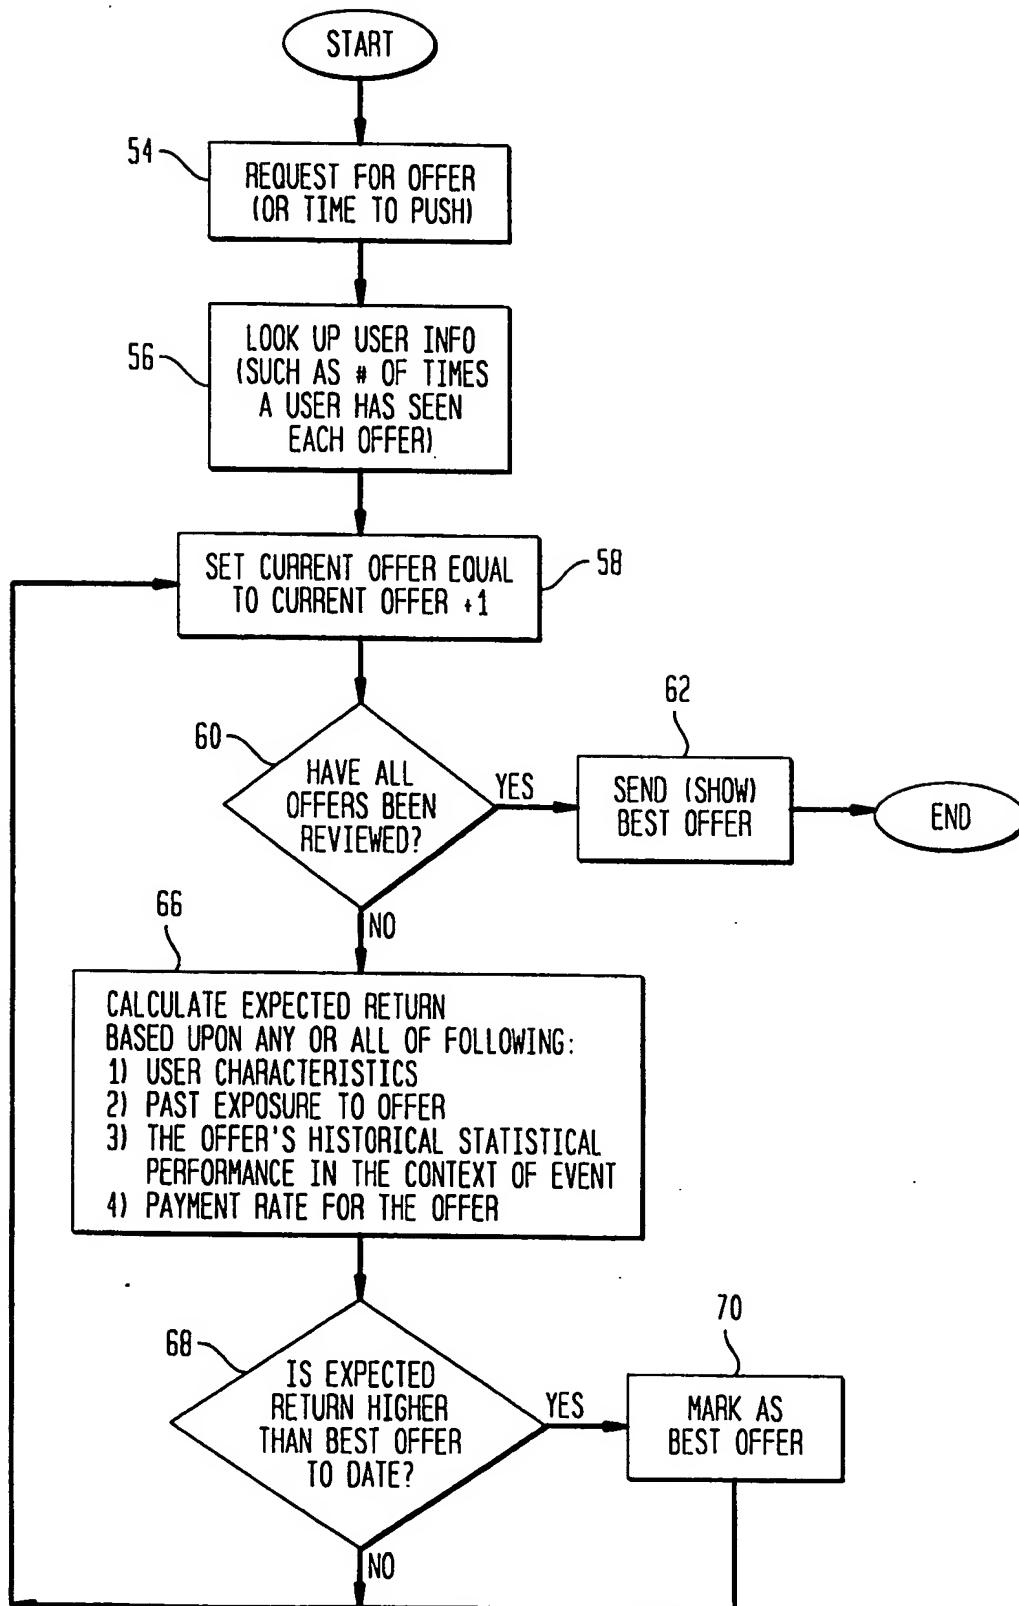 START
54
REQUEST FOR OFFER
(OR TIME TO PUSH)
56
LOOK UP USER INFO
(SUCH AS # OF TIMES
A USER HAS SEEN
EACH OFFER)
SET CURRENT OFFER EQUAL
TO CURRENT OFFER +1
58
60
HAVE ALL
OFFERS BEEN
REVIEWED?
YES
62
SEND (SHOW)
BEST OFFER
END
NO
66
CALCULATE EXPECTED RETURN
BASED UPON ANY OR ALL OF FOLLOWING:
1) USER CHARACTERISTICS
2) PAST EXPOSURE TO OFFER
3) THE OFFER'S HISTORICAL STATISTICAL
PERFORMANCE IN THE CONTEXT OF EVENT
4) PAYMENT RATE FOR THE OFFER
68
IS EXPECTED
RETURN HIGHER
THAN BEST OFFER
TO DATE?
YES
70
MARK AS
BEST OFFER
NO